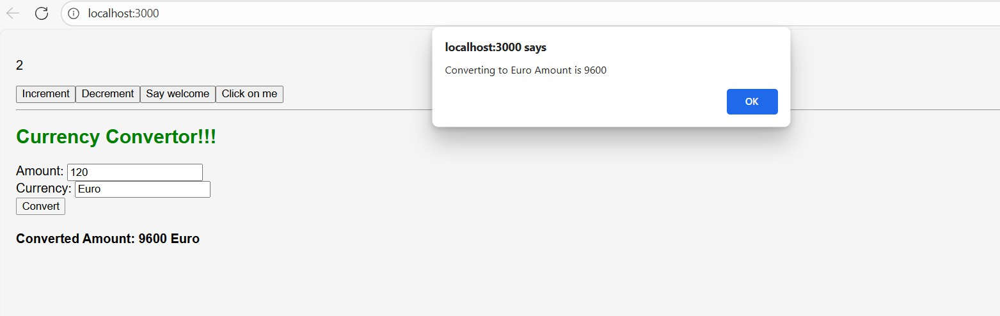 localhost:3000
localhost:3000 says
Converting to Euro Amount is 9600
OK
2
Increment Decrement Say welcome Click on me
Currency Convertor!!!
Amount: 120
Currency: Euro
Convert
Converted Amount: 9600 Euro